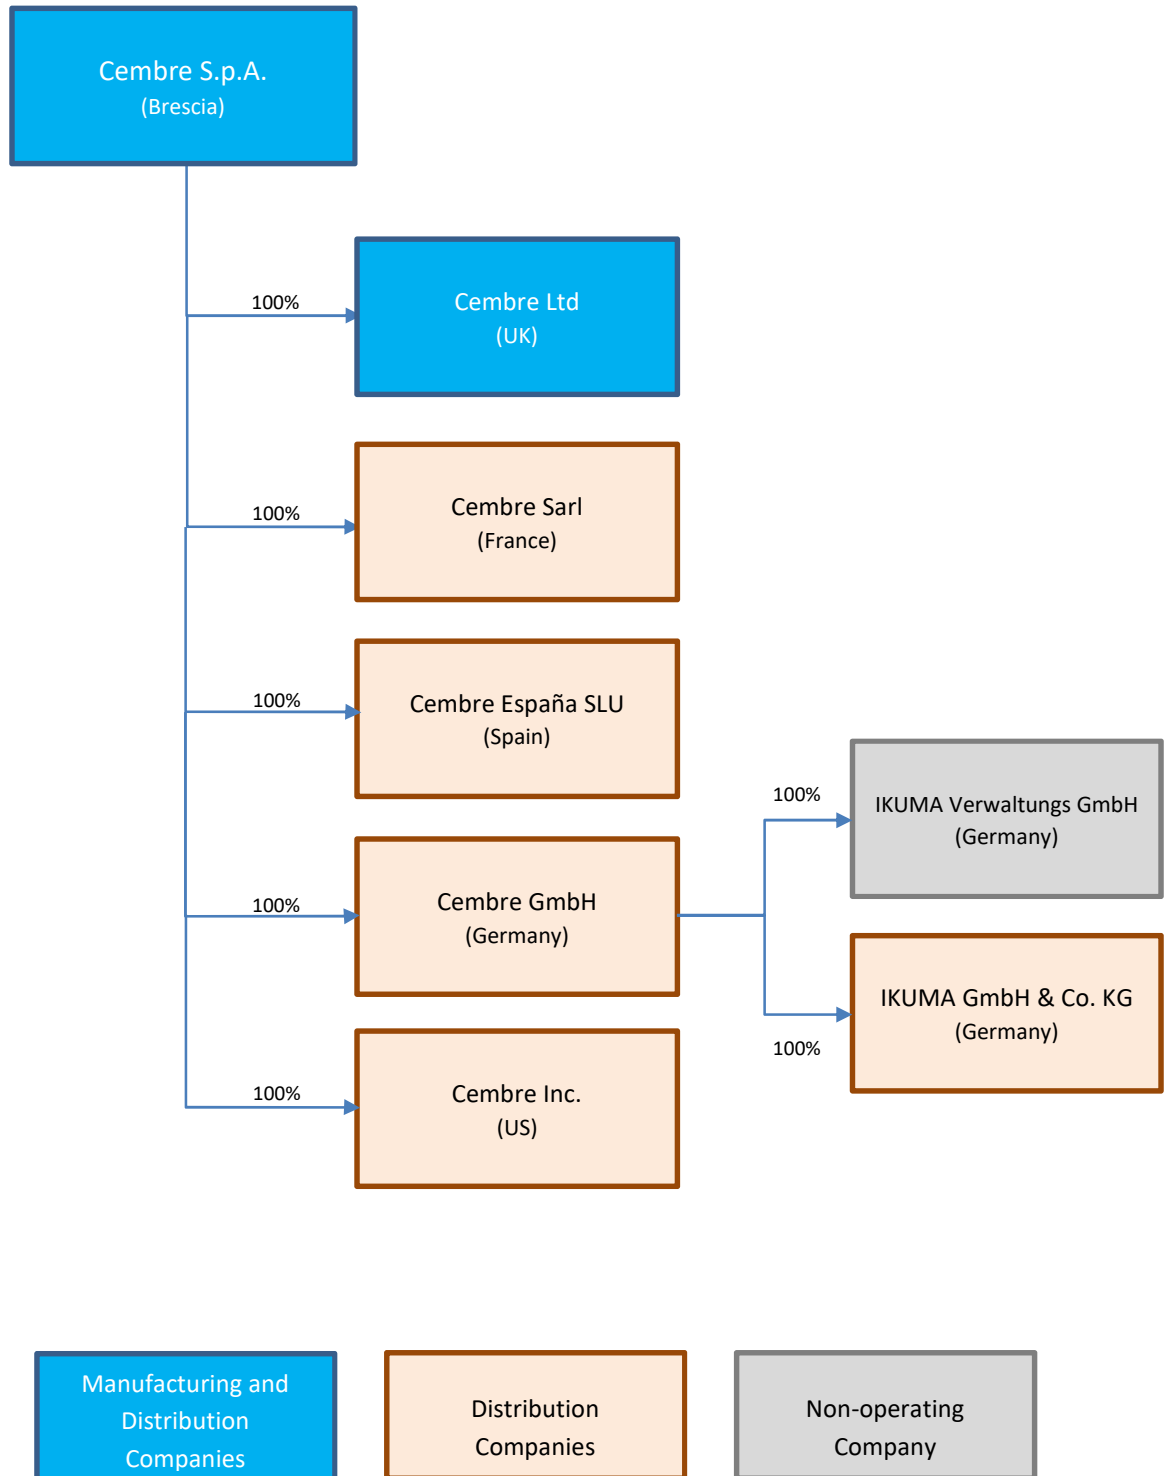 Cembre S.p.A.
(Brescia)
100%
Cembre Ltd
(UK)
100%
Cembre Sarl
(France)
100%
Cembre España SLU
(Spain)
100%
IKUMA Verwaltungs GmbH
(Germany)
100%
Cembre GmbH
(Germany)
IKUMA GmbH & Co. KG
(Germany)
100%
100%
Cembre Inc.
(US)
Manufacturing and
Distribution
Companies
Distribution
Companies
Non-operating
Company